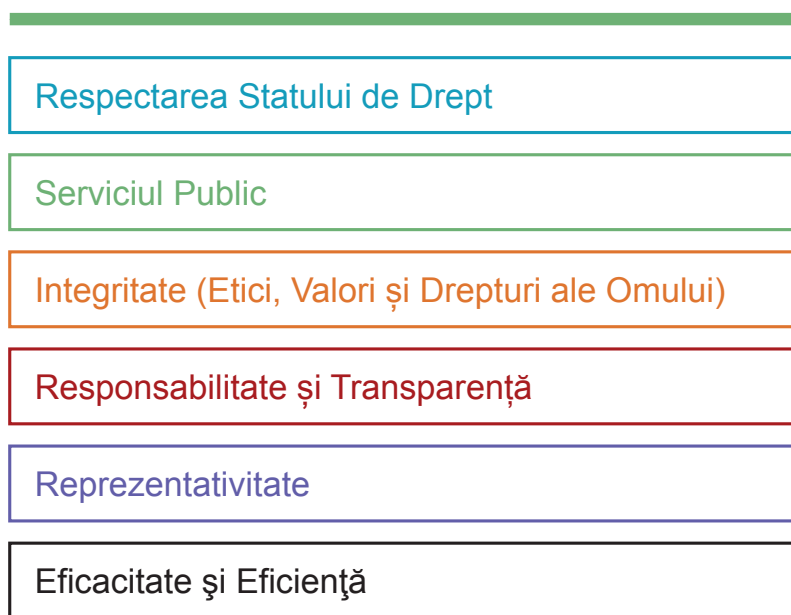 Respectarea Statului de Drept
Serviciul Public
Integritate (Etici, Valori și Drepturi ale Omului)
Responsabilitate și Transparență
Reprezentativitate
Eficacitate şi Eficienţă